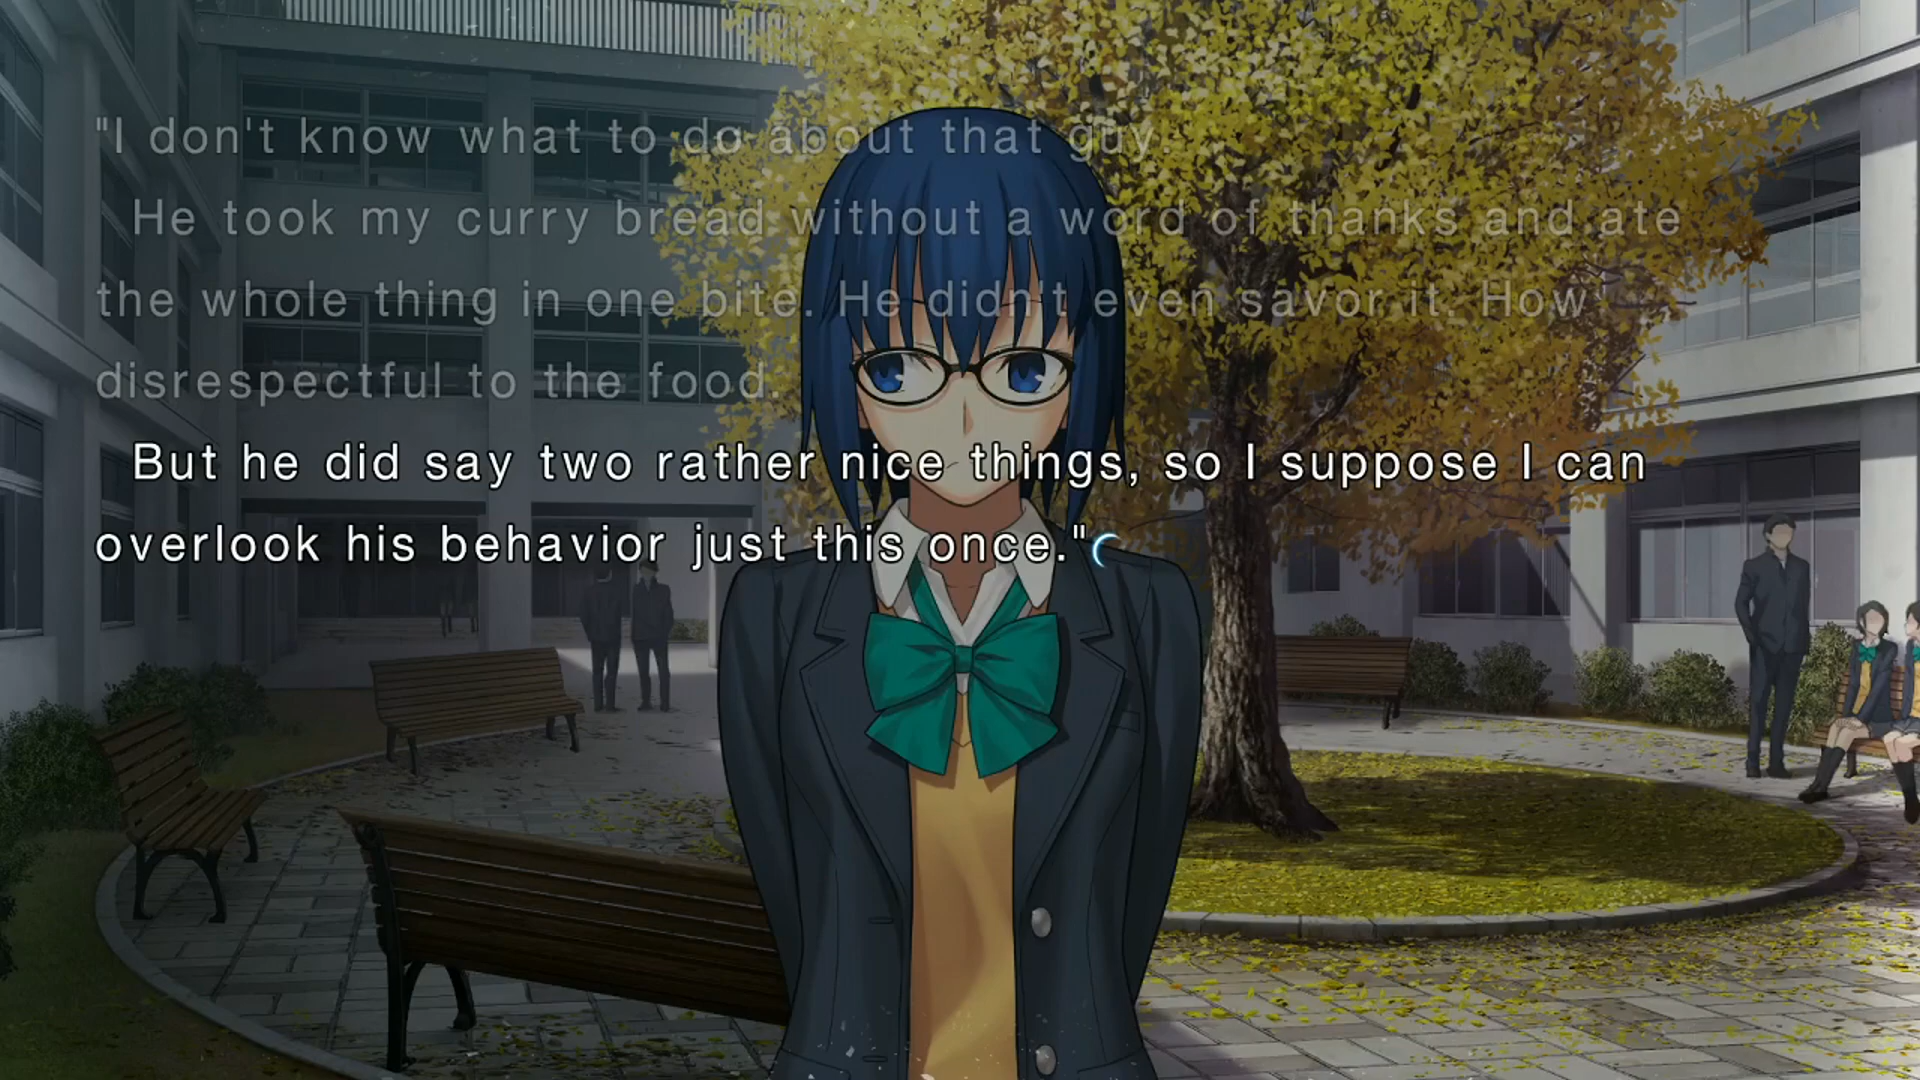 "I don't know what to do about that guy.
He took my curry bread without a word of thanks and ate
the whole thing in one bite. He didn't even savor it. How
disrespectful to the food.
But he did say two rather nice things, so I suppose I can
overlook his behavior just this once."